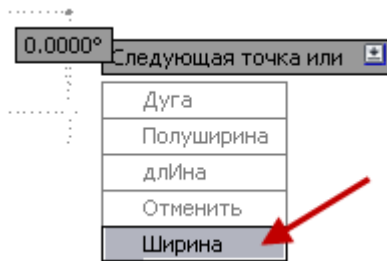 0.0000°
Следующая точка или
Дуга
Полуширина
длИна
Отменить
Ширина